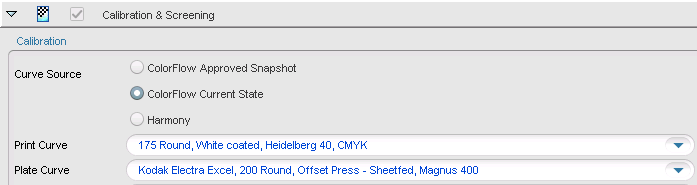 Calibration & Screening
Calibration
Curve Source
ColorFlow Approved Snapshot
ColorFlow Current State
Harmony
Print Curve 175 Round, White coated, Heidelberg 40, CMYK
Plate Curve Kodak Electra Excel, 200 Round, Offset Press - Sheetfed, Magnus 400